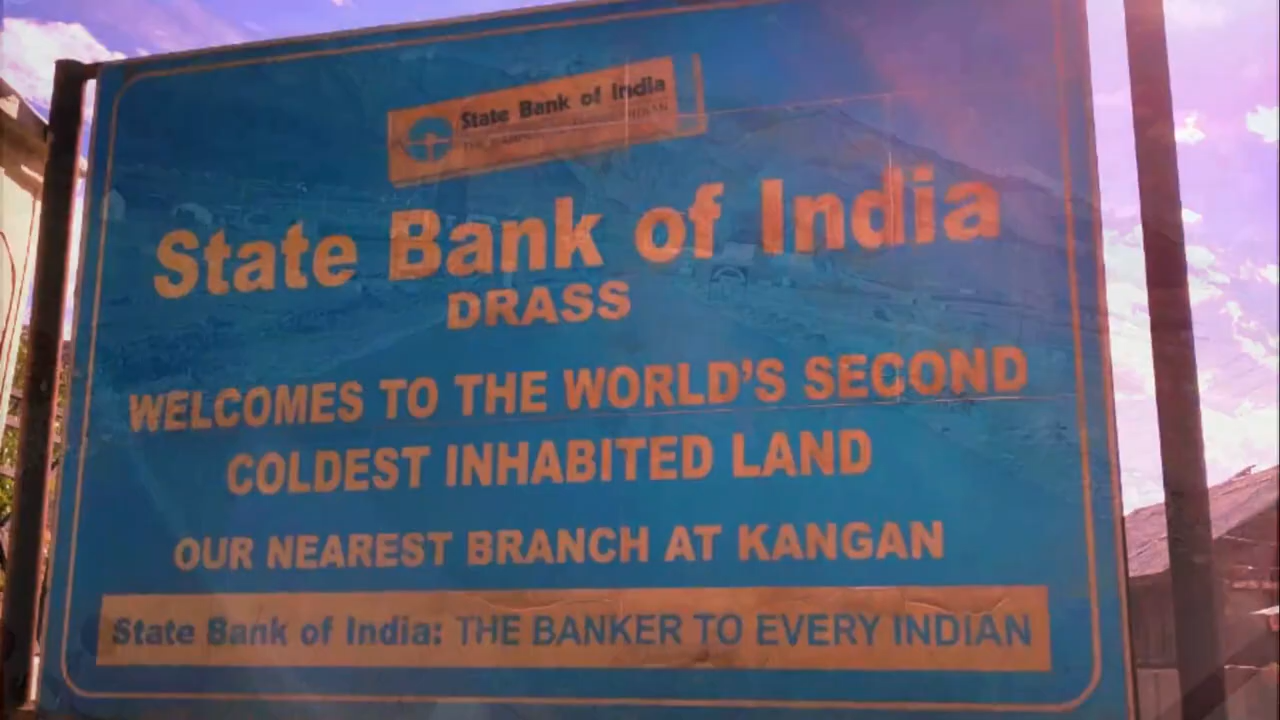 State Bank of India
State Bank of India
DRASS
WELCOMES TO THE WORLD'S SECOND
COLDEST INHABITED LAND
OUR NEAREST BRANCH AT KANGAN
State Bank of India: THE BANKER TO EVERY INDIAN